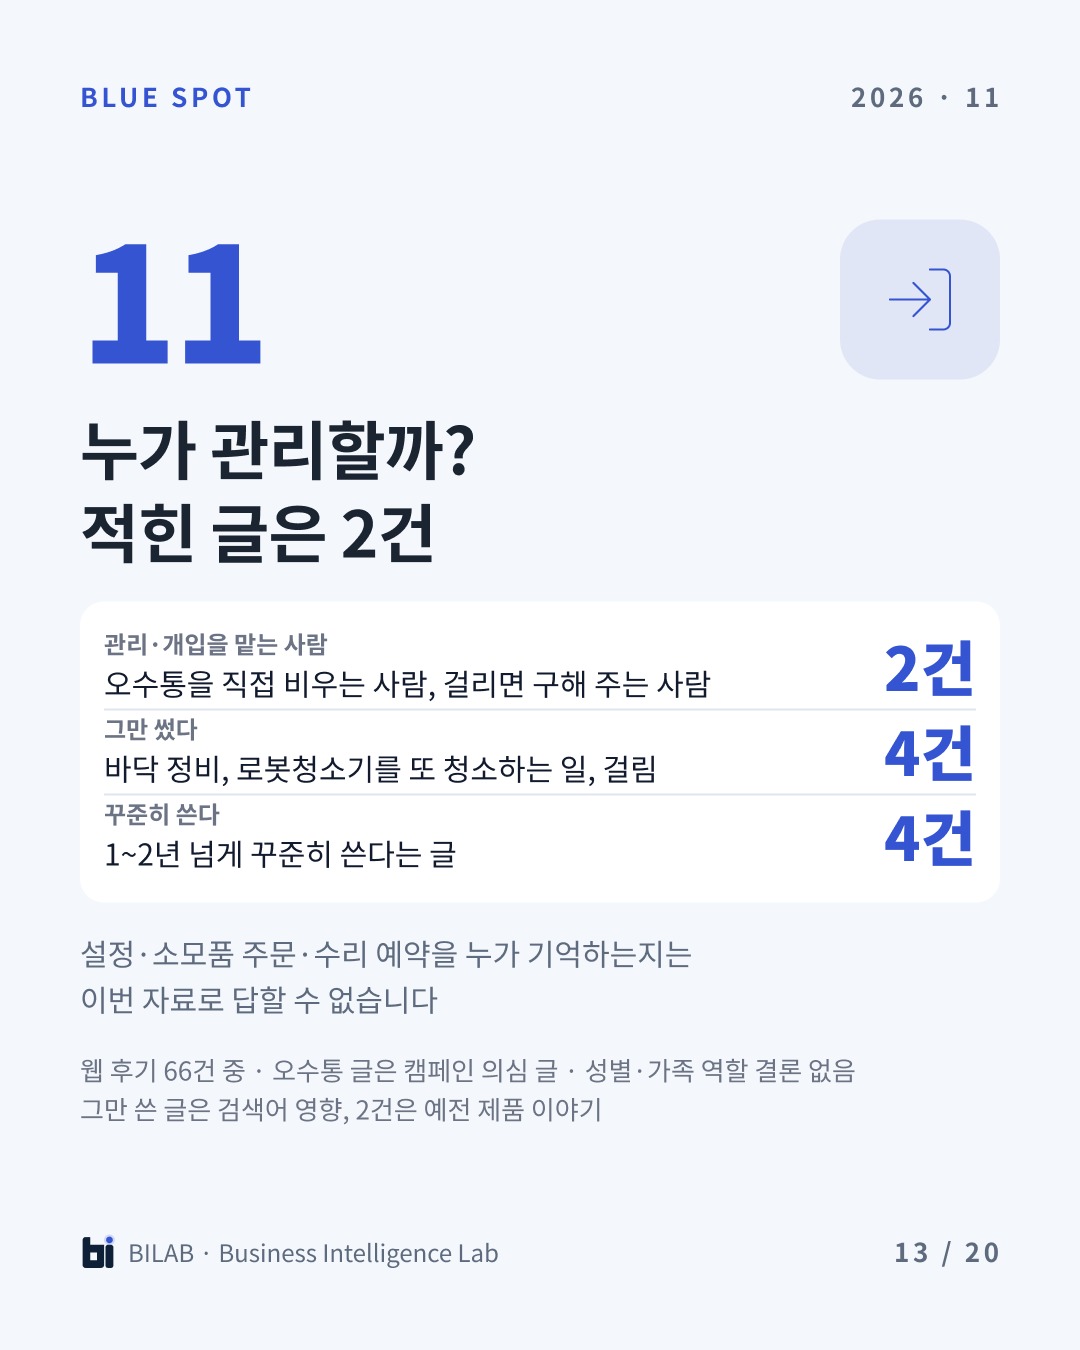 BLUE SPOT
2026 · 11
11
누가 관리할까?
적힌 글은 2건
관리·개입을 맡는 사람
오수통을 직접 비우는 사람, 걸리면 구해 주는 사람
2건
그만 썼다
바닥 정비, 로봇청소기를 또 청소하는 일, 걸림
4건
꾸준히 쓴다
1~2년 넘게 꾸준히 쓴다는 글
4건
설정·소모품 주문·수리 예약을 누가 기억하는지는
이번 자료로 답할 수 없습니다
웹 후기 66건 중 · 오수통 글은 캠페인 의심 글 · 성별·가족 역할 결론 없음
그만 쓴 글은 검색어 영향, 2건은 예전 제품 이야기
bi BILAB · Business Intelligence Lab
13 / 20